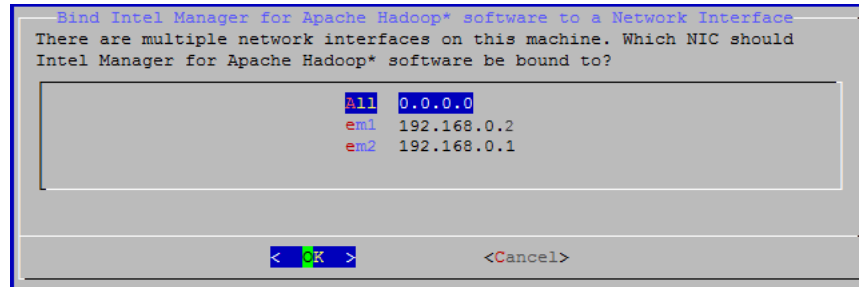 Bind Intel Manager for Apache Hadoop* software to a Network Interface
There are multiple network interfaces on this machine. Which NIC should
Intel Manager for Apache Hadoop* software be bound to?
All 0.0.0.0
em1 192.168.0.2
em2 192.168.0.1
< OK > <Cancel>